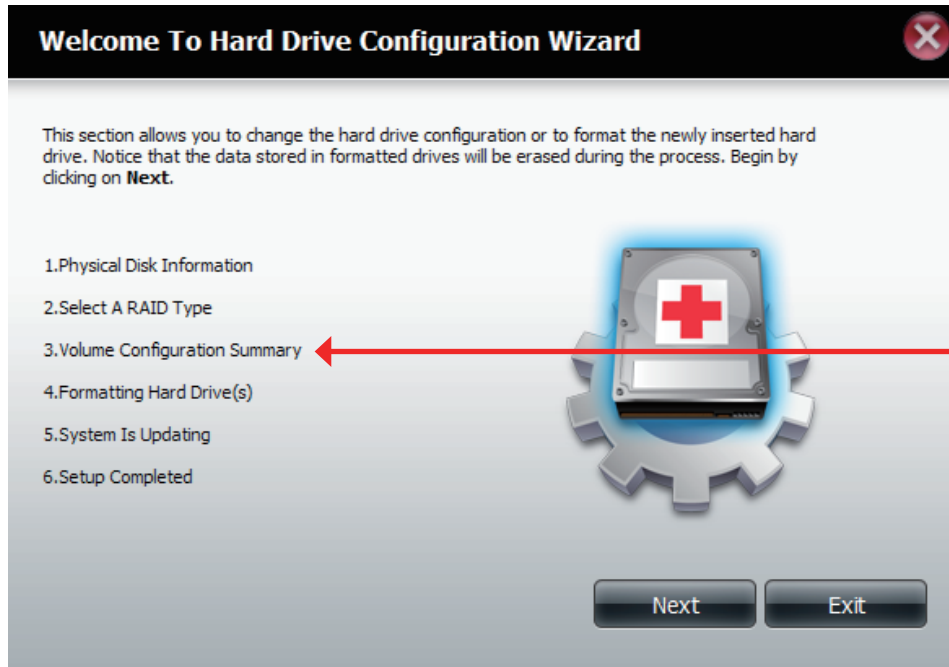 Welcome To Hard Drive Configuration Wizard
This section allows you to change the hard drive configuration or to format the newly inserted hard
drive. Notice that the data stored in formatted drives will be erased during the process. Begin by
clicking on Next.
1.Physical Disk Information
2.Select A RAID Type
3.Volume Configuration Summary
4.Formatting Hard Drive(s)
5.System Is Updating
6.Setup Completed
Next
Exit